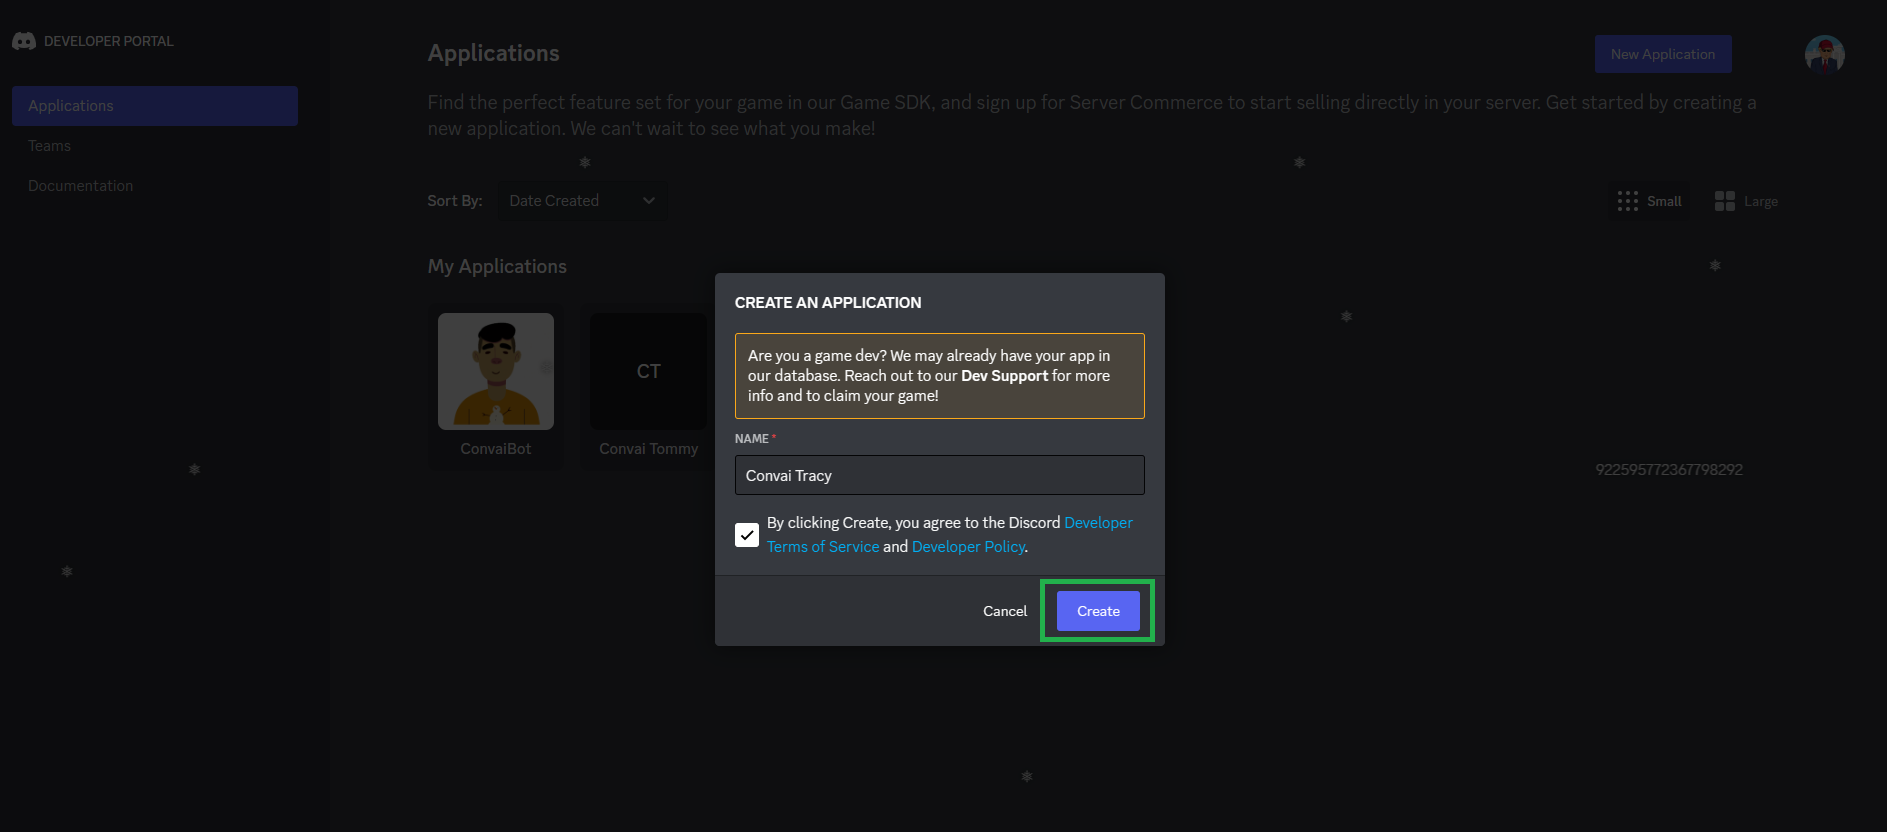 DEVELOPER PORTAL
Applications
Teams
Documentation
Applications
New Application
Find the perfect feature set for your game in our Game SDK, and sign up for Server Commerce to start selling directly in your server. Get started by creating a
new application. We can't wait to see what you make!
Sort By:
Date Created
Small
Large
My Applications
ConvaiBot
CT
Convai Tommy
922595772367798292
CREATE AN APPLICATION
Are you a game dev? We may already have your app in
our database. Reach out to our Dev Support for more
info and to claim your game!
NAME *
Convai Tracy
By clicking Create, you agree to the Discord Developer
Terms of Service and Developer Policy.
Cancel
Create